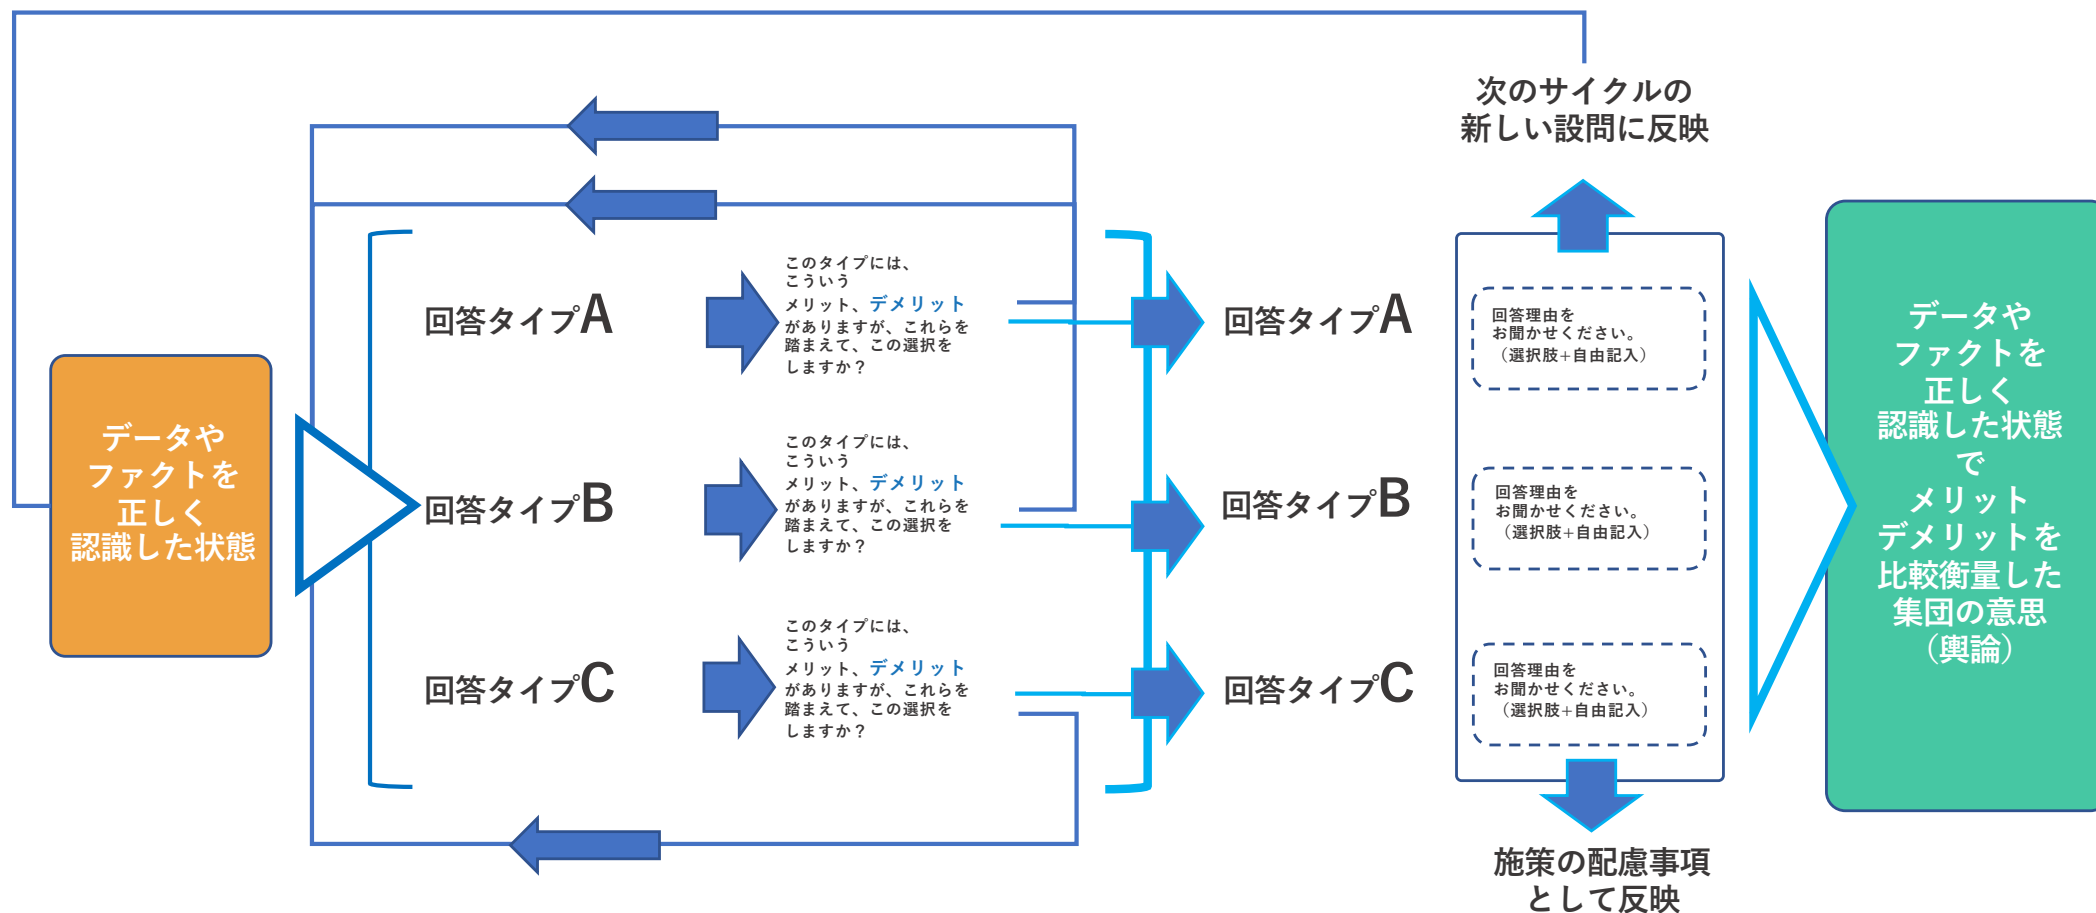 次のサイクルの
新しい設問に反映
データや
ファクトを
正しく
認識した状態
回答タイプA
このタイプには、
こういう
メリット、デメリット
がありますが、これらを
踏まえて、この選択を
しますか？
回答タイプA
回答理由を
お聞かせください。
（選択肢+自由記入）
回答タイプB
このタイプには、
こういう
メリット、デメリット
がありますが、これらを
踏まえて、この選択を
しますか？
回答タイプB
回答理由を
お聞かせください。
（選択肢+自由記入）
回答タイプC
このタイプには、
こういう
メリット、デメリット
がありますが、これらを
踏まえて、この選択を
しますか？
回答タイプC
回答理由を
お聞かせください。
（選択肢+自由記入）
データや
ファクトを
正しく
認識した状態
で
メリット
デメリットを
比較衡量した
集団の意思
（輿論）
施策の配慮事項
として反映